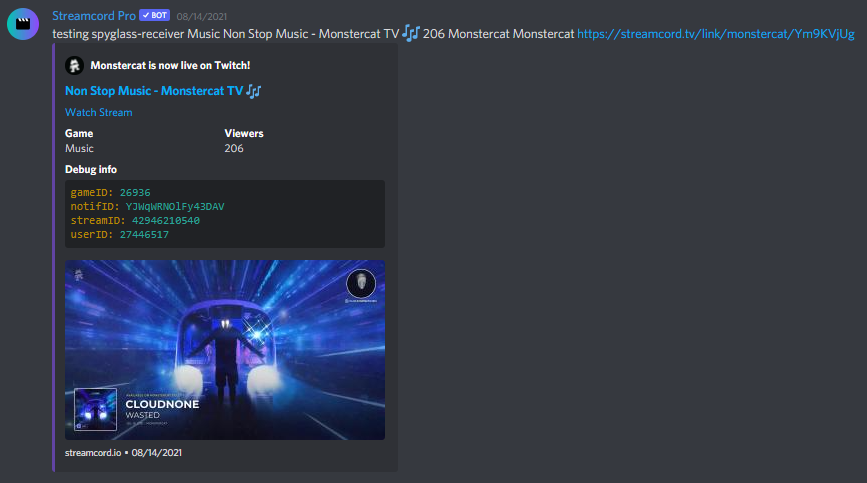 Streamcord Pro ✓ BOT 08/14/2021
testing spyglass-receiver Music Non Stop Music - Monstercat TV 🎶 206 Monstercat Monstercat https://streamcord.tv/link/monstercat/Ym9KVjUg
Monstercat is now live on Twitch!
Non Stop Music - Monstercat TV 🎶
Watch Stream
Game Viewers
Music 206
Debug info
gameID: 26936
notifID: YJWqWRNOlFy43DAV
streamID: 42946210540
userID: 27446517
CLOUDNONE
WASTED
streamcord.io • 08/14/2021